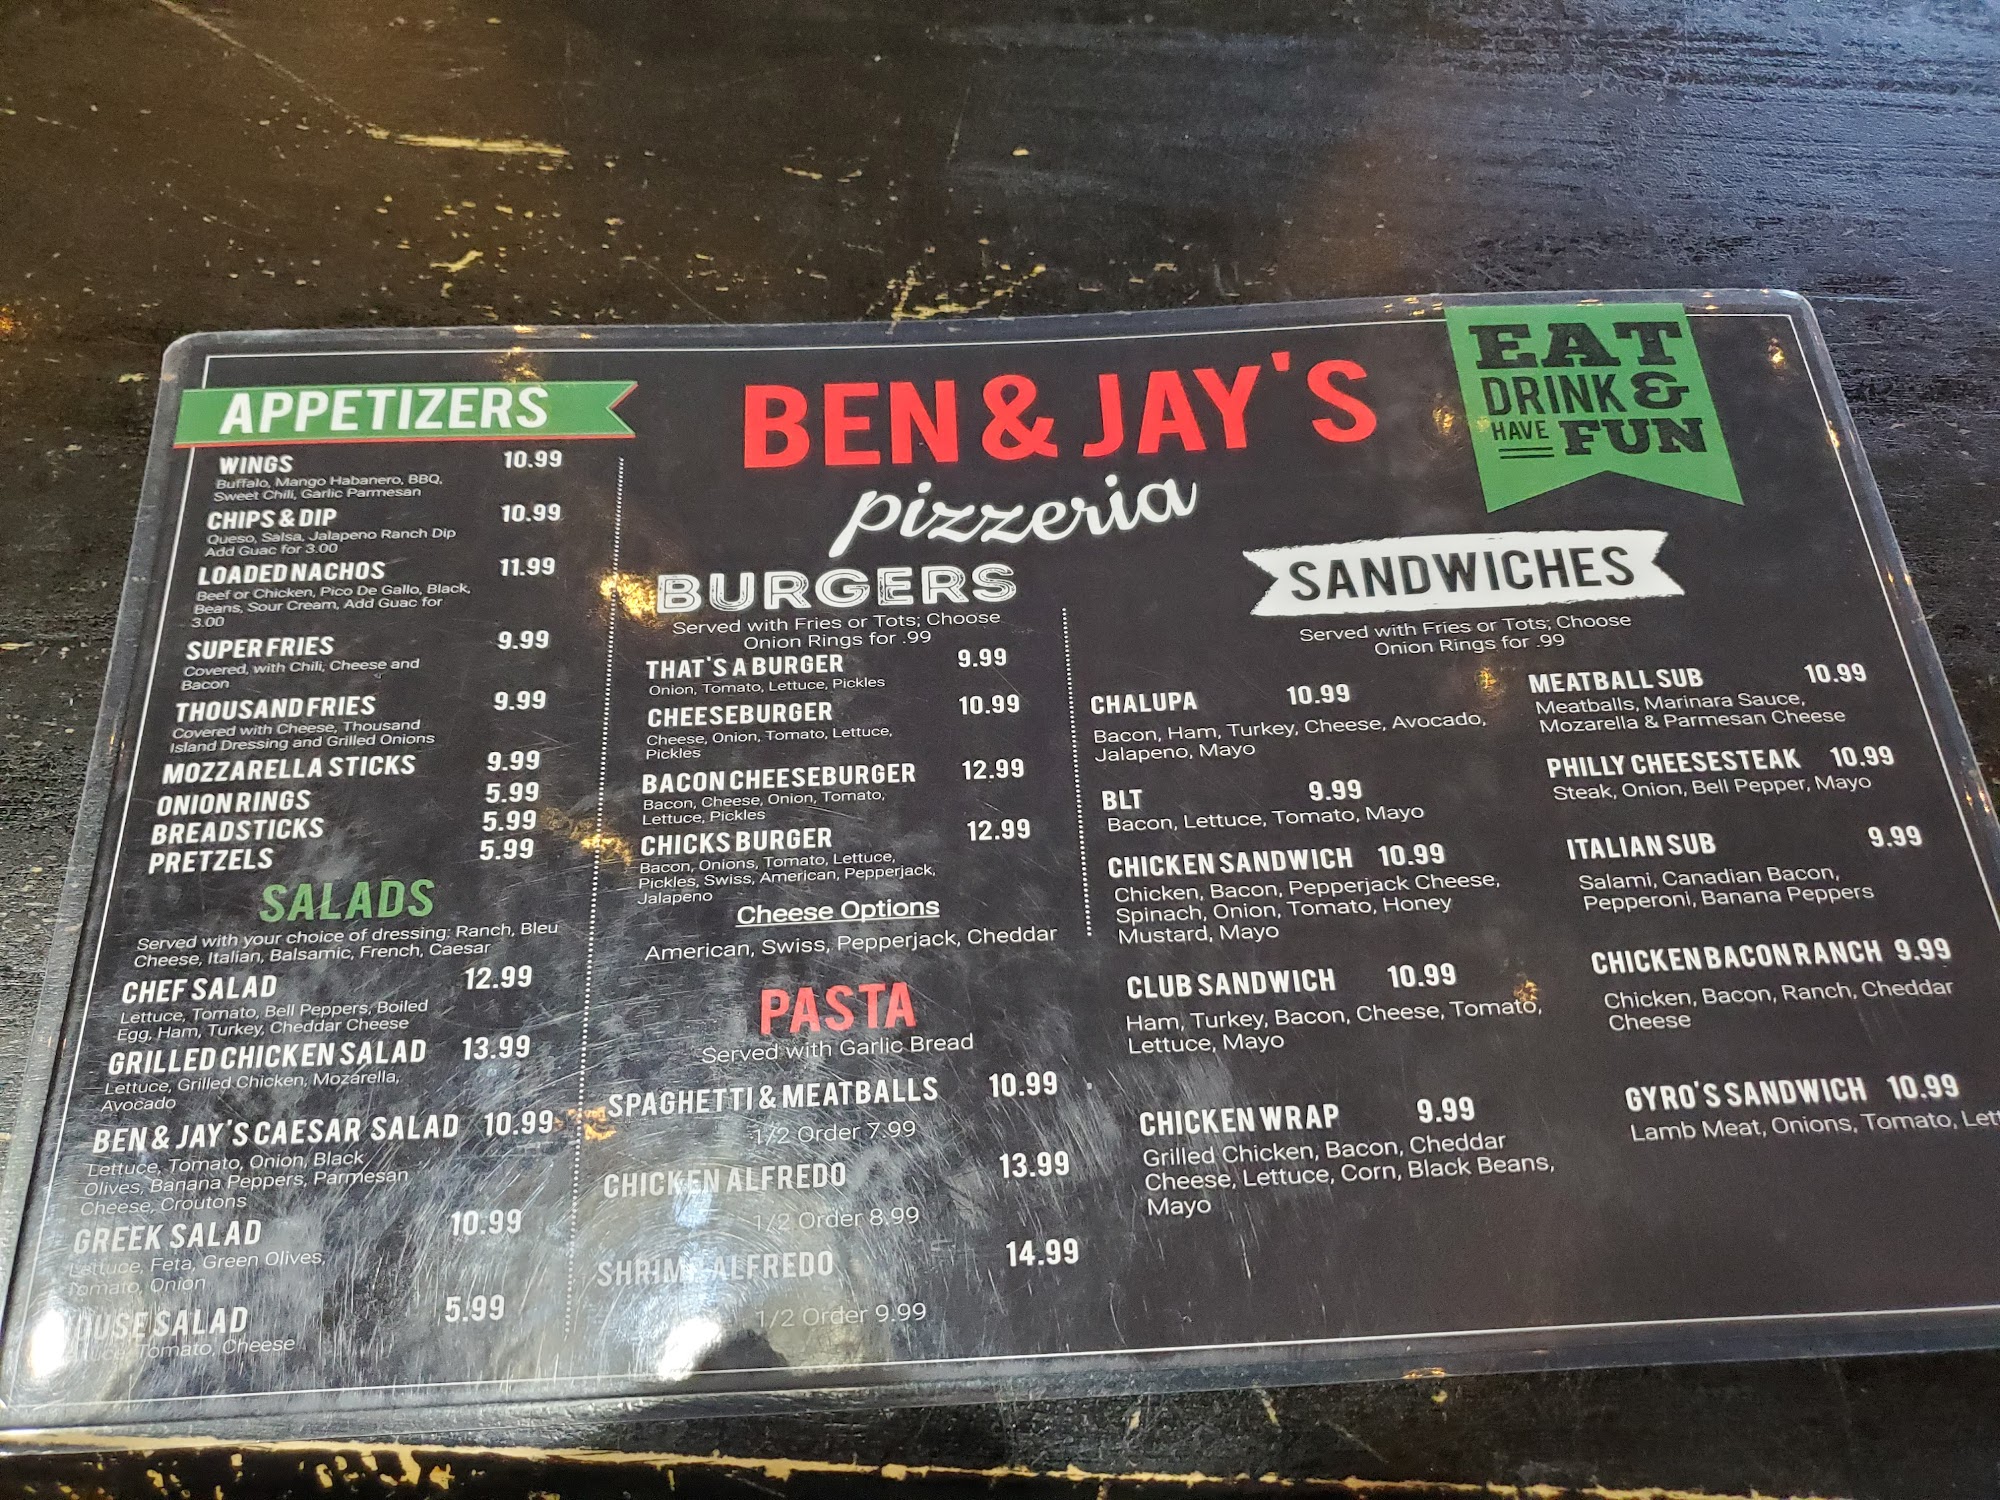 APPETIZERS
WINGS 10.99
Buffalo, Mango Habanero, BBQ,
Sweet Chili, Garlic Parmesan
CHIPS & DIP 10.99
Queso, Salsa, Jalapeno Ranch Dip
Add Guac for 3.00
LOADED NACHOS 11.99
Beef or Chicken, Pico De Gallo, Black,
Beans, Sour Cream, Add Guac for
3.00
SUPER FRIES 9.99
Covered, with Chili, Cheese and
Bacon
THOUSAND FRIES 9.99
Covered with Cheese, Thousand
Island Dressing and Grilled Onions
MOZZARELLA STICKS 9.99
ONION RINGS 5.99
BREADSTICKS 5.99
PRETZELS 5.99
SALADS
Served with your choice of dressing: Ranch, Bleu
Cheese, Italian, Balsamic, French, Caesar
CHEF SALAD 12.99
Lettuce, Tomato, Bell Peppers, Boiled
Egg, Ham, Turkey, Cheddar Cheese
GRILLED CHICKEN SALAD 13.99
Lettuce, Grilled Chicken, Mozarella,
Avocado
BEN & JAY'S CAESAR SALAD 10.99
Lettuce, Tomato, Onion, Black
Olives, Banana Peppers, Parmesan
Cheese, Croutons
GREEK SALAD 10.99
Lettuce, Feta, Green Olives,
Tomato, Onion
SALAD 5.99
Tomato, Cheese
BEN & JAY'S
pizzeria
BURGERS
Served with Fries or Tots; Choose
Onion Rings for .99
THAT'S A BURGER 9.99
Onion, Tomato, Lettuce, Pickles
CHEESEBURGER 10.99
Cheese, Onion, Tomato, Lettuce,
Pickles
BACON CHEESEBURGER 12.99
Bacon, Cheese, Onion, Tomato,
Lettuce, Pickles
CHICKS BURGER 12.99
Bacon, Onions, Tomato, Lettuce,
Pickles, Swiss, American, Pepperjack,
Jalapeno
Cheese Options
American, Swiss, Pepperjack, Cheddar
PASTA
Served with Garlic Bread
SPAGHETTI & MEATBALLS 10.99
1/2 Order 7.99
CHICKEN ALFREDO 13.99
1/2 Order 8.99
SHRIMP ALFREDO 14.99
1/2 Order 9.99
EAT
DRINK &
HAVE FUN
SANDWICHES
Served with Fries or Tots; Choose
Onion Rings for .99
CHALUPA 10.99
Bacon, Ham, Turkey, Cheese, Avocado,
Jalapeno, Mayo
BLT 9.99
Bacon, Lettuce, Tomato, Mayo
CHICKEN SANDWICH 10.99
Chicken, Bacon, Pepperjack Cheese,
Spinach, Onion, Tomato, Honey
Mustard, Mayo
CLUB SANDWICH 10.99
Ham, Turkey, Bacon, Cheese, Tomato,
Lettuce, Mayo
CHICKEN WRAP 9.99
Grilled Chicken, Bacon, Cheddar
Cheese, Lettuce, Corn, Black Beans,
Mayo
MEATBALL SUB 10.99
Meatballs, Marinara Sauce,
Mozarella & Parmesan Cheese
PHILLY CHEESESTEAK 10.99
Steak, Onion, Bell Pepper, Mayo
ITALIAN SUB 9.99
Salami, Canadian Bacon,
Pepperoni, Banana Peppers
CHICKEN BACON RANCH 9.99
Chicken, Bacon, Ranch, Cheddar
Cheese
GYRO'S SANDWICH 10.99
Lamb Meat, Onions, Tomato, Lett